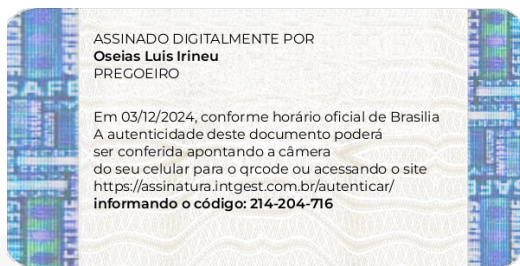 ASSINADO DIGITALMENTE POR
Oseias Luis Irineu
PREGOEIRO
Em 03/12/2024, conforme horário oficial de Brasilia
A autenticidade deste documento poderá
ser conferida apontando a câmera
do seu celular para o qrcode ou acessando o site
https://assinatura.intgest.com.br/autenticar/
informando o código: 214-204-716